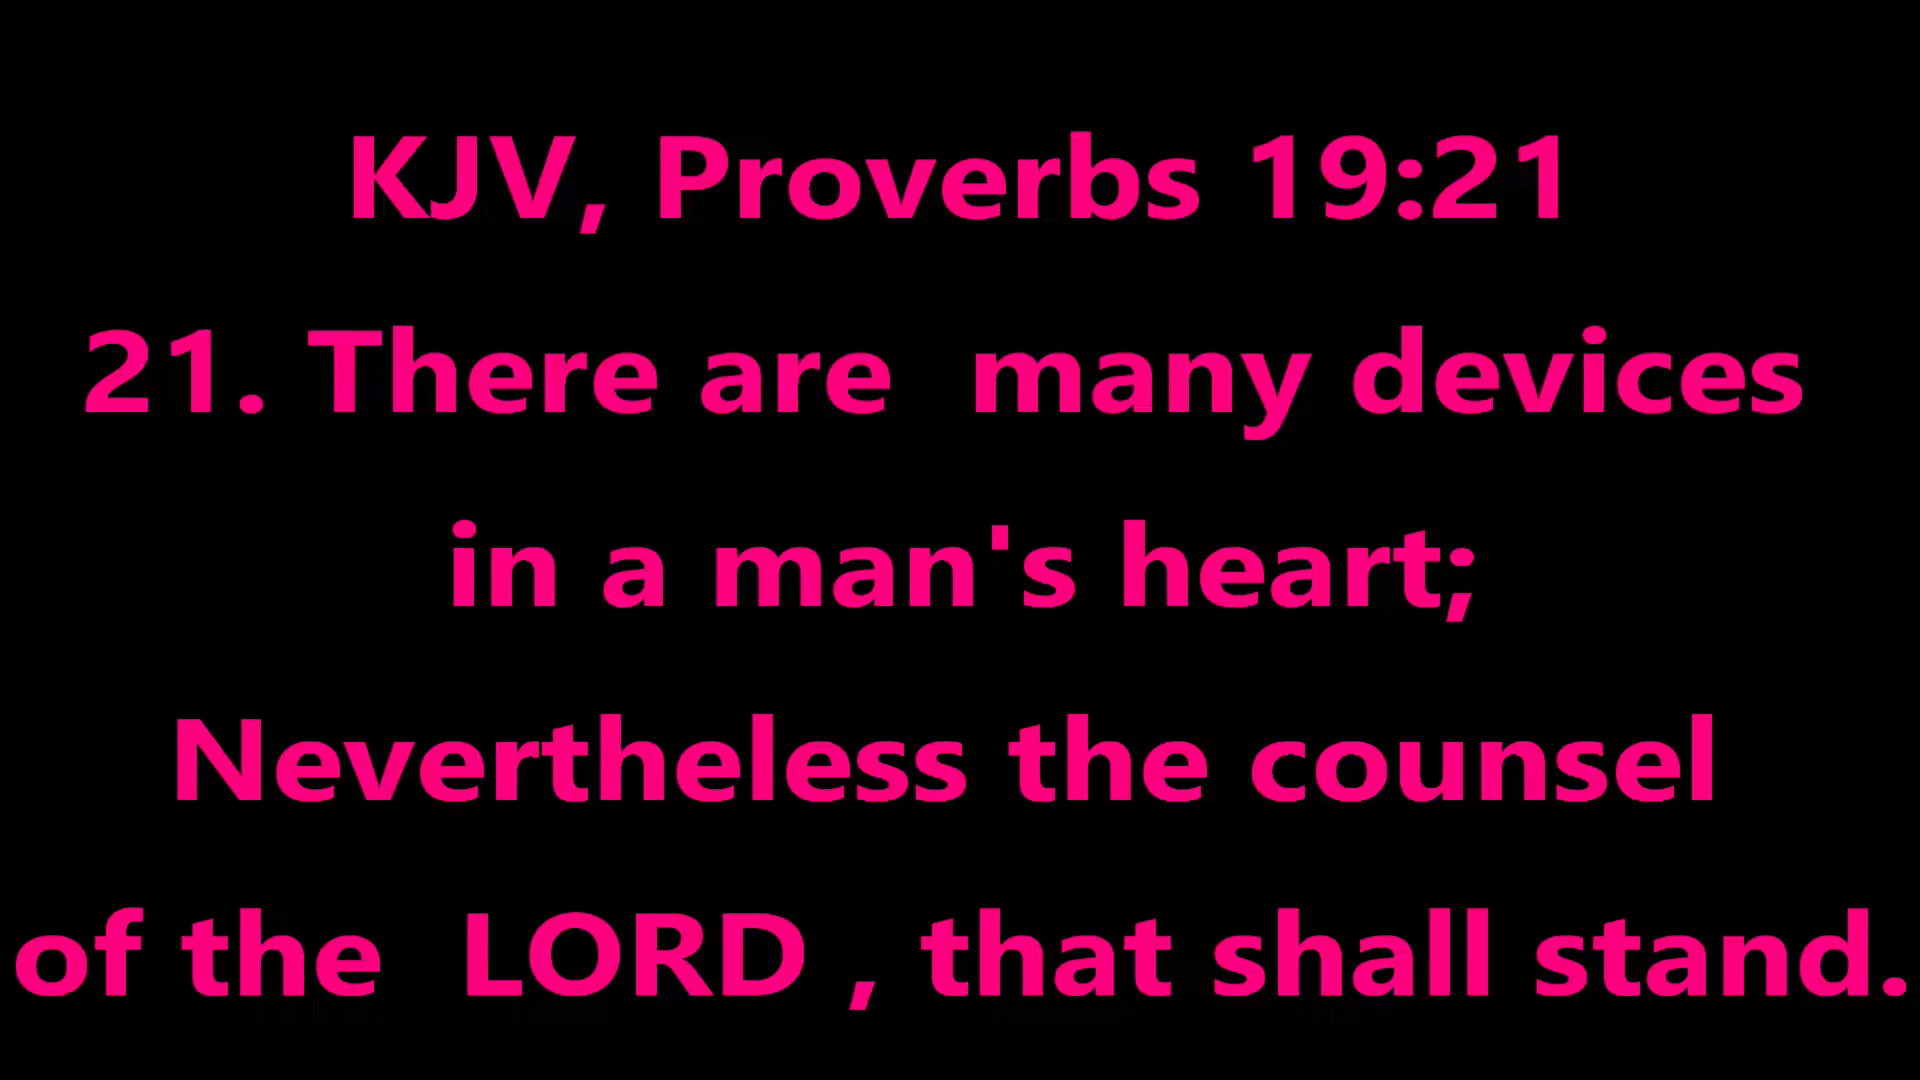 KJV, Proverbs 19:21
21. There are  many devices
in a man's heart;
Nevertheless the counsel
of the  LORD , that shall stand.